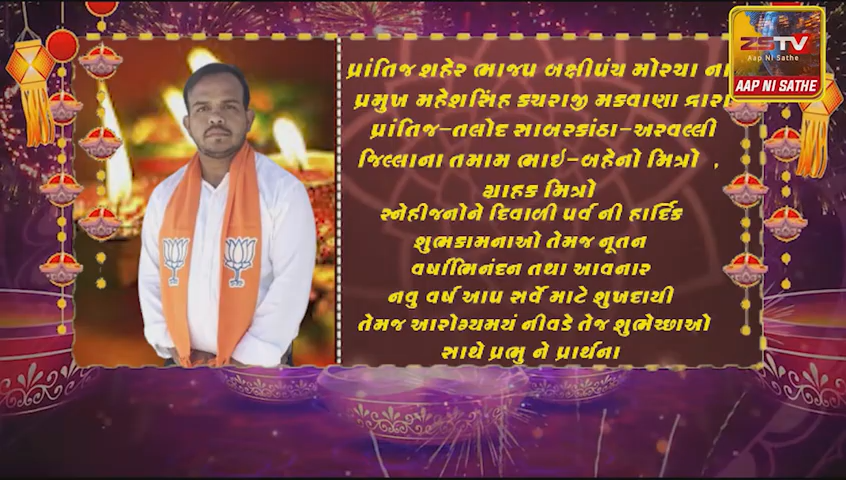 ZSTV
Aap Ni Sathe
AAP NI SATHE
પ્રાંતિજ શહેર ભાજપ બક્ષીપંચ મોરચા ના
પ્રમુખ મહેશસિંહ કચરાજી મકવાણા દ્વારા
પ્રાંતિજ-તલોદ સાબરકાંઠા-અરવલ્લી
જિલ્લાના તમામ ભાઇ-બહેનો મિત્રો ,
ગ્રાહક મિત્રો
સ્નેહીજનોને દિવાળી પર્વ ની હાર્દિક
શુભકામનાઓ તેમજ નૂતન
વર્ષાભિનંદન તથા આવનાર
નવુ વર્ષ આપ સર્વે માટે શુખદાયી
તેમજ આરોગ્યમયં નીવડે તેજ શુભેચ્છાઓ
સાથે પ્રભુ ને પ્રાર્થના